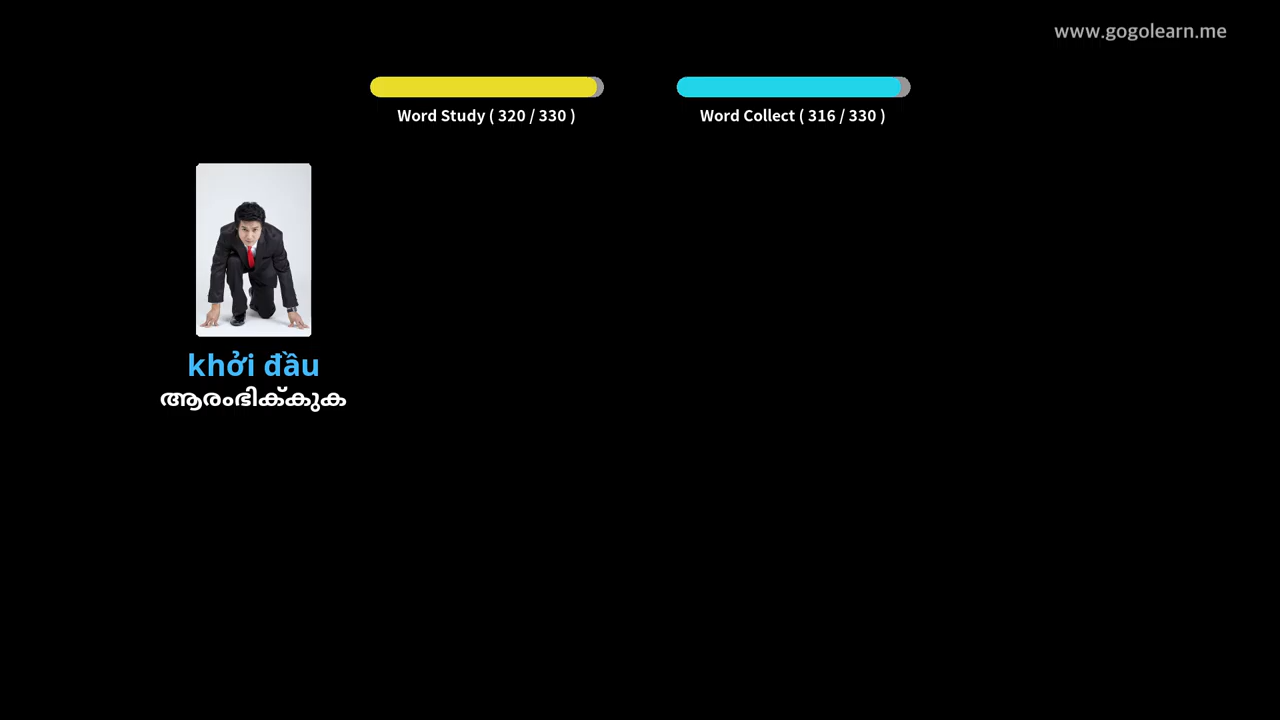 www.gogolearn.me
Word Study ( 320 / 330 )
Word Collect ( 316 / 330 )
khởi đầu
ആരംഭിക്കുക